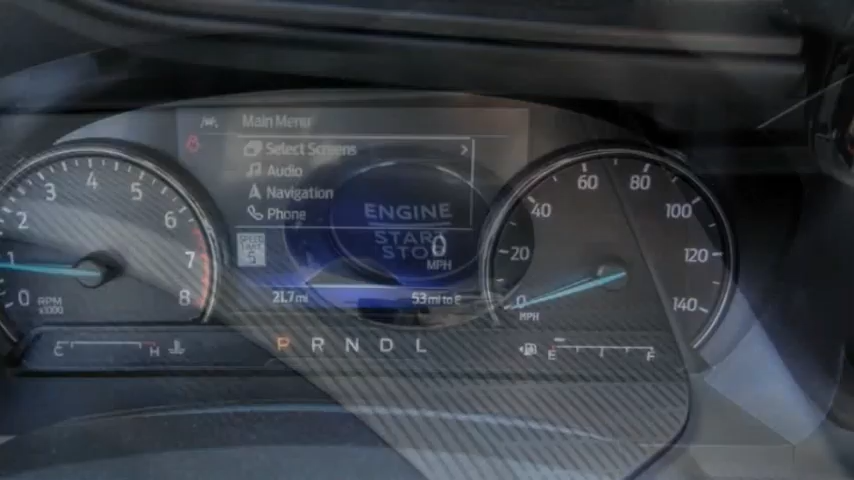 Main Menu
Select Screens
Audio
Navigation
Phone
ENGINE
START
STOP
SPEED
LIMIT
5
0
MPH
21.7 mi
53 mi to E
0 1 2 3 4 5 6 7 8
RPM
x1000
0 20 40 60 80 100 120 140
MPH
C H
P R N D L
E F